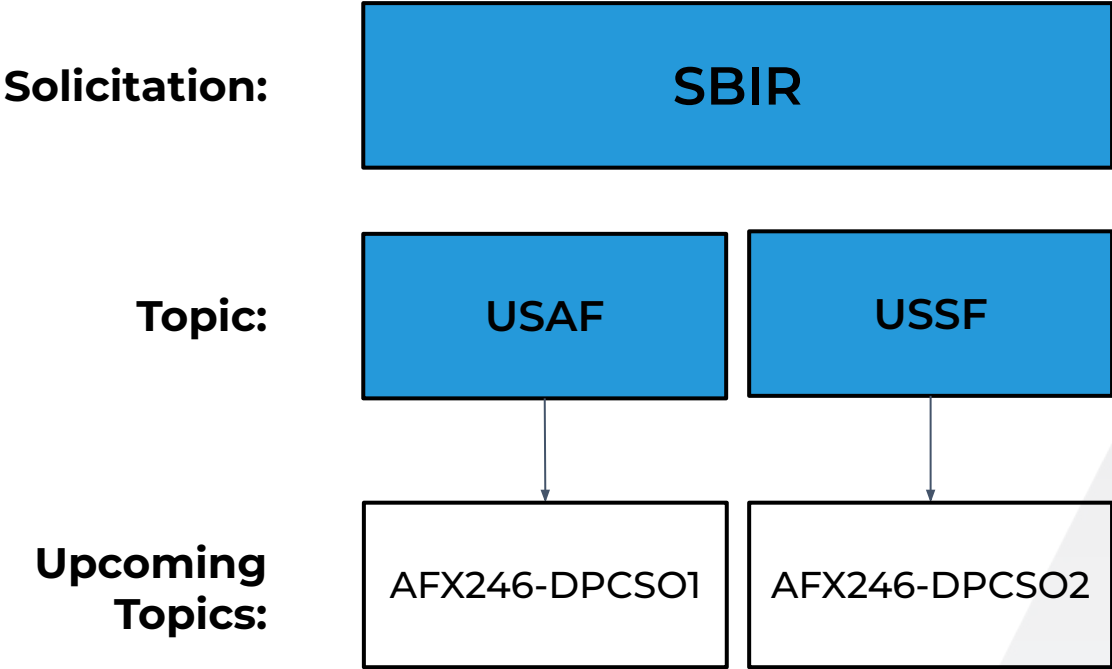 Solicitation:
SBIR
Topic:
USAF
USSF
Upcoming
Topics:
AFX246-DPCSO1
AFX246-DPCSO2